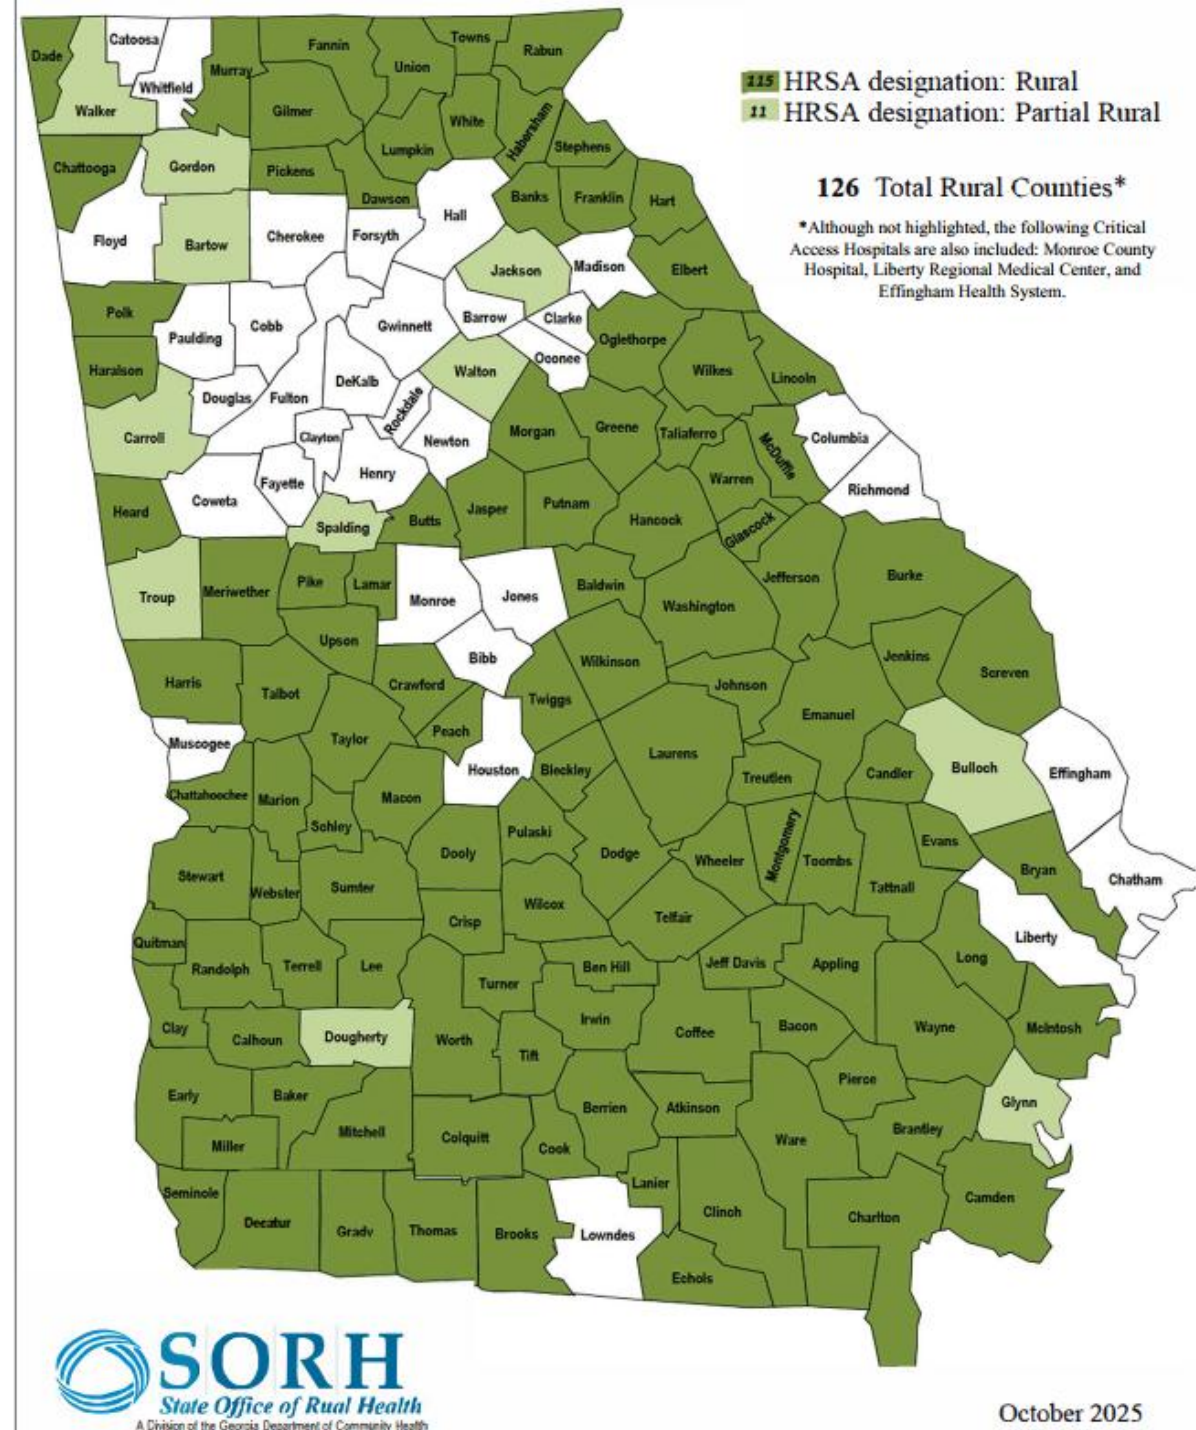 Dade
Catoosa
Whitfield
Walker
Murray
Fannin
Union
Towns
Rabun
Gilmer
White
Habersham
Stephens
Lumpkin
Chattooga
Gordon
Pickens
Dawson
Banks
Franklin
Hart
Floyd
Bartow
Cherokee
Forsyth
Hall
Jackson
Madison
Elbert
Polk
Paulding
Cobb
Gwinnett
Barrow
Clarke
Oconee
Oglethorpe
Wilkes
Lincoln
Haralson
Douglas
Fulton
DeKalb
Rockdale
Walton
Carroll
Clayton
Newton
Morgan
Greene
Taliaferro
McDuffie
Columbia
Richmond
Heard
Coweta
Fayette
Henry
Spalding
Butts
Jasper
Putnam
Hancock
Warren
Glascock
Troup
Meriwether
Pike
Lamar
Monroe
Jones
Baldwin
Washington
Jefferson
Burke
Upson
Bibb
Wilkinson
Jenkins
Screven
Harris
Talbot
Crawford
Twiggs
Johnson
Emanuel
Muscogee
Taylor
Peach
Houston
Bleckley
Laurens
Treutlen
Candler
Bulloch
Effingham
Chattahoochee
Marion
Schley
Macon
Dooly
Pulaski
Dodge
Wheeler
Montgomery
Toombs
Evans
Tattnall
Bryan
Chatham
Stewart
Webster
Sumter
Crisp
Wilcox
Telfair
Liberty
Quitman
Randolph
Terrell
Lee
Turner
Ben Hill
Jeff Davis
Appling
Long
Clay
Calhoun
Dougherty
Worth
Tift
Irwin
Coffee
Bacon
Wayne
McIntosh
Early
Baker
Miller
Mitchell
Colquitt
Cook
Berrien
Atkinson
Ware
Pierce
Brantley
Glynn
Seminole
Decatur
Grady
Thomas
Brooks
Lowndes
Lanier
Clinch
Echols
Charlton
Camden
115 HRSA designation: Rural
11 HRSA designation: Partial Rural
126 Total Rural Counties*
*Although not highlighted, the following Critical
Access Hospitals are also included: Monroe County
Hospital, Liberty Regional Medical Center, and
Effingham Health System.
SORH
State Office of Rual Health
A Division of the Georgia Department of Community Health
October 2025